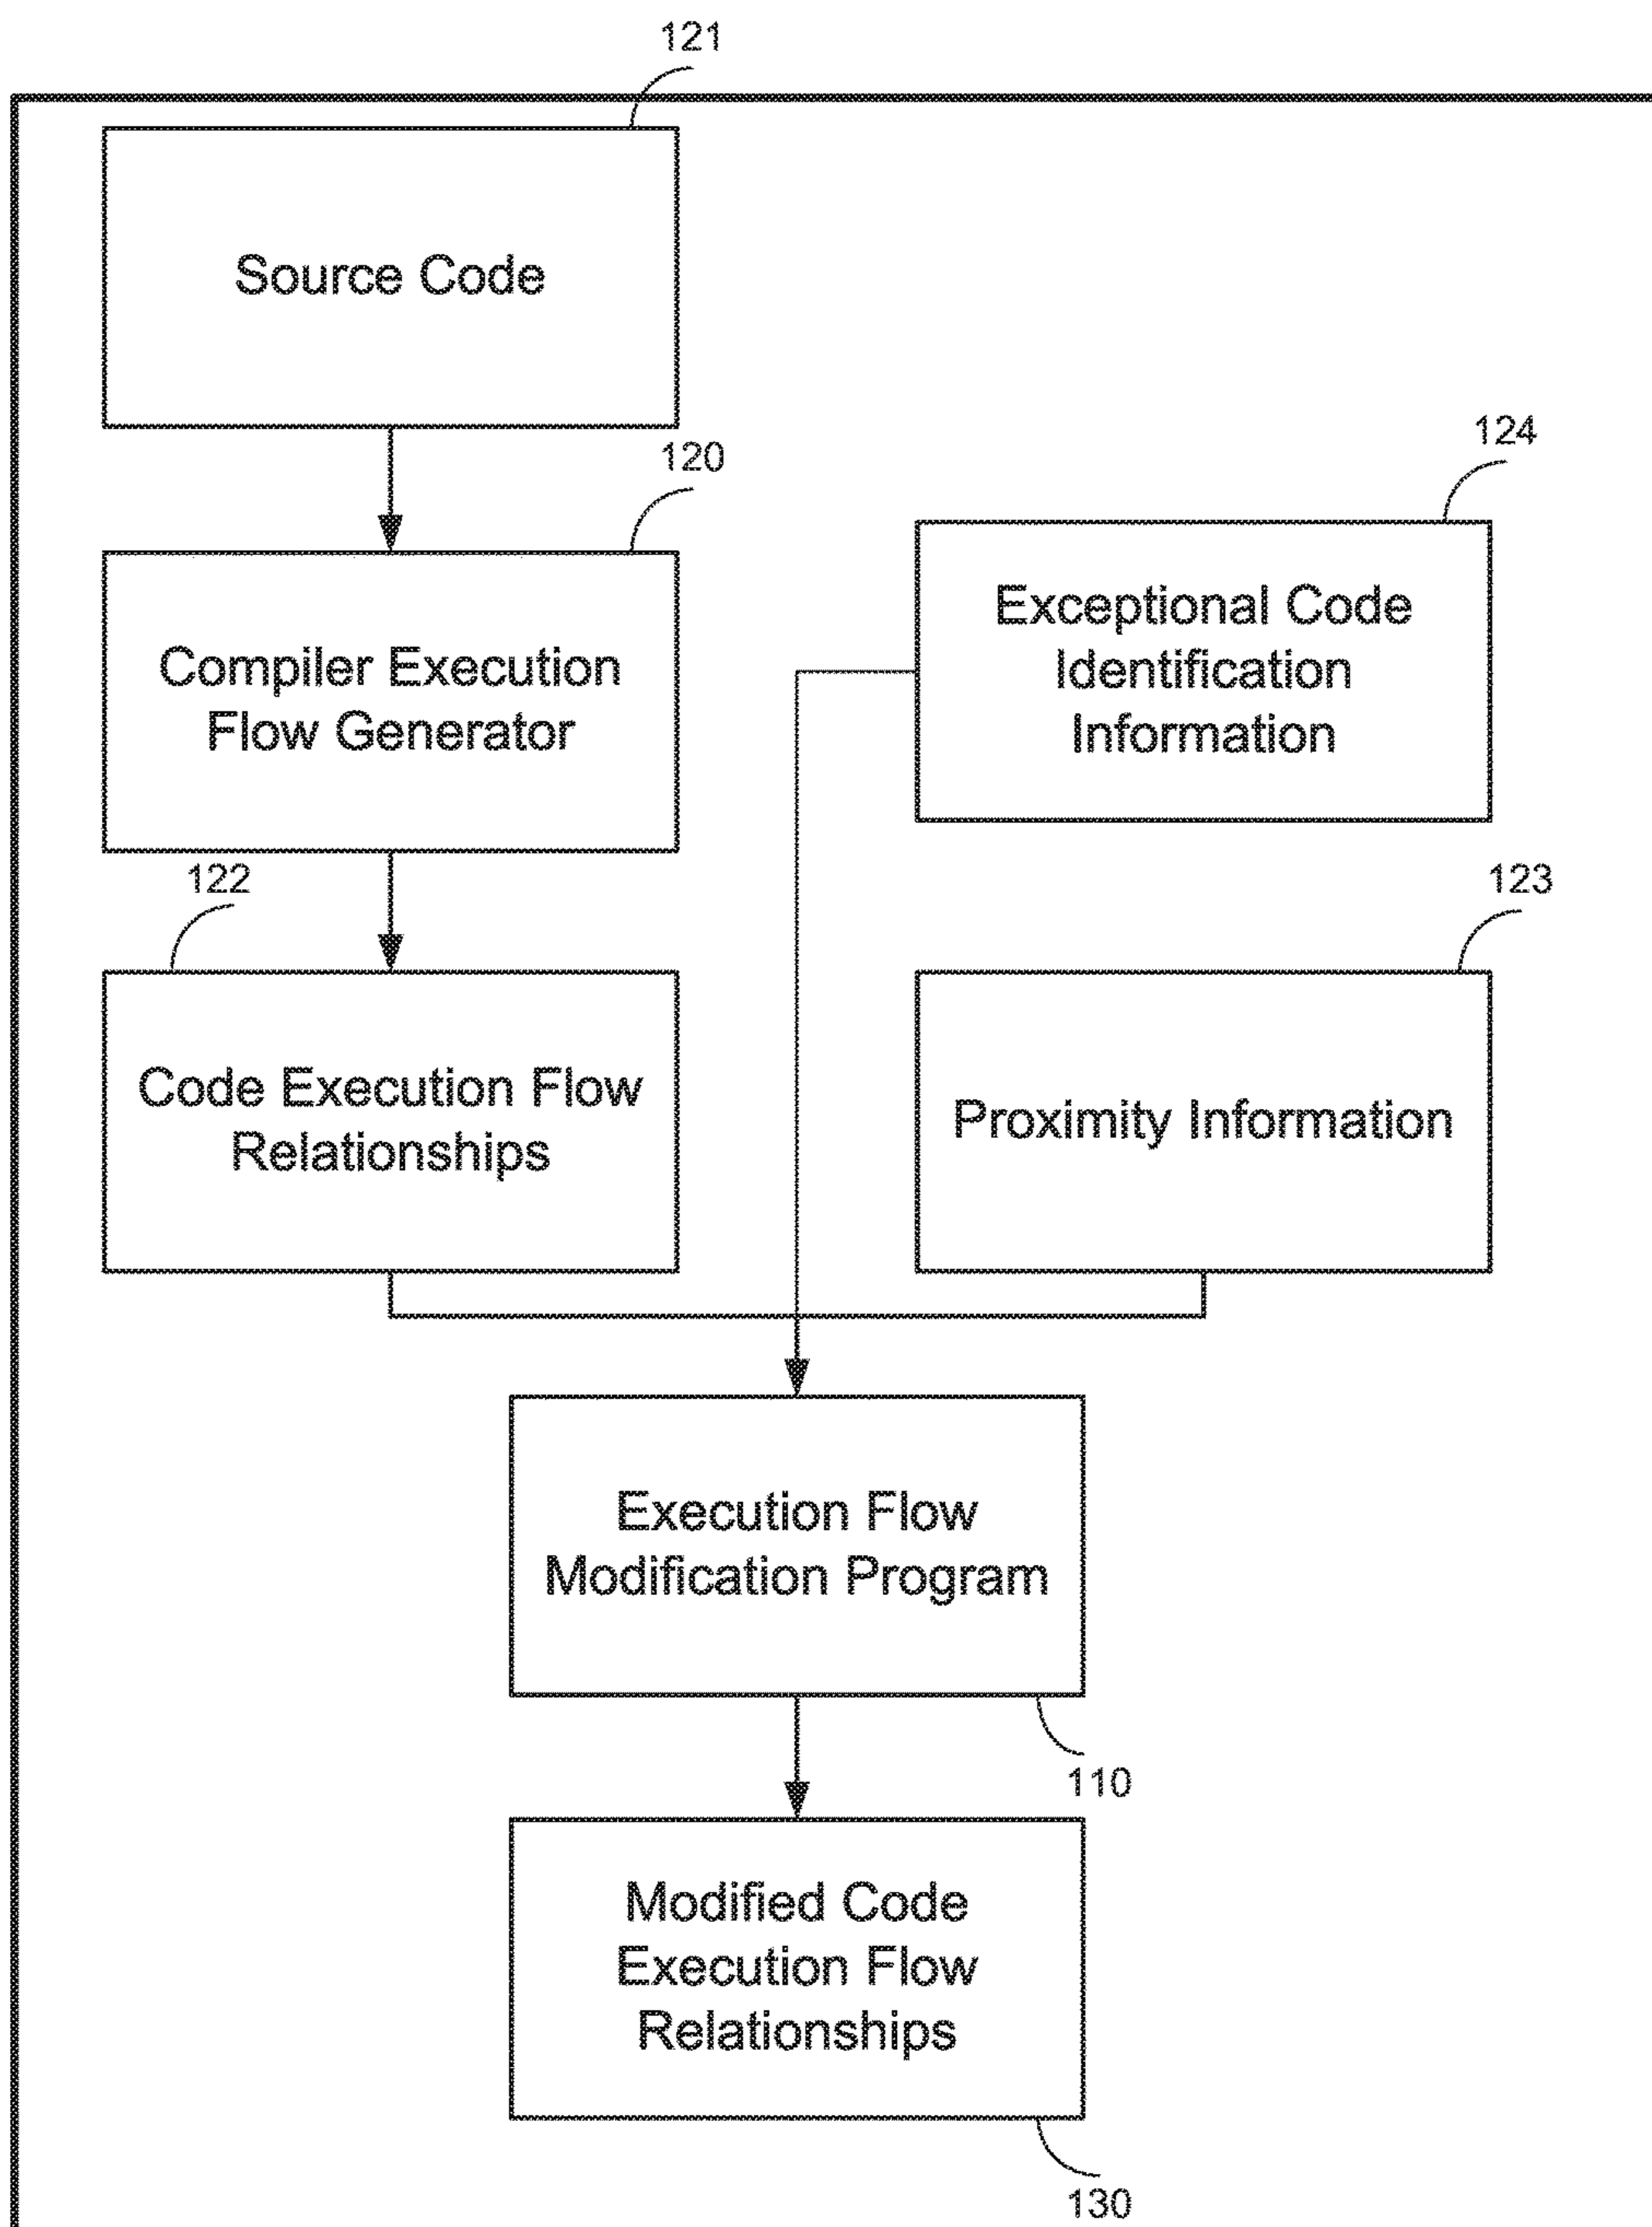 121
Source Code
120
124
Compiler Execution
Flow Generator
Exceptional Code
Identification
Information
122
123
Code Execution Flow
Relationships
Proximity Information
Execution Flow
Modification Program
110
Modified Code
Execution Flow
Relationships
130